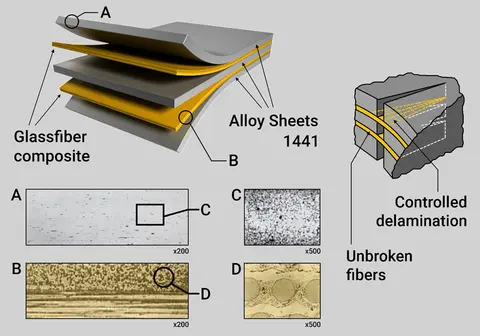 A
Glassfiber
composite
Alloy Sheets
1441
B
A
C
x200
C
x500
B
D
x200
D
x500
Controlled
delamination
Unbroken
fibers